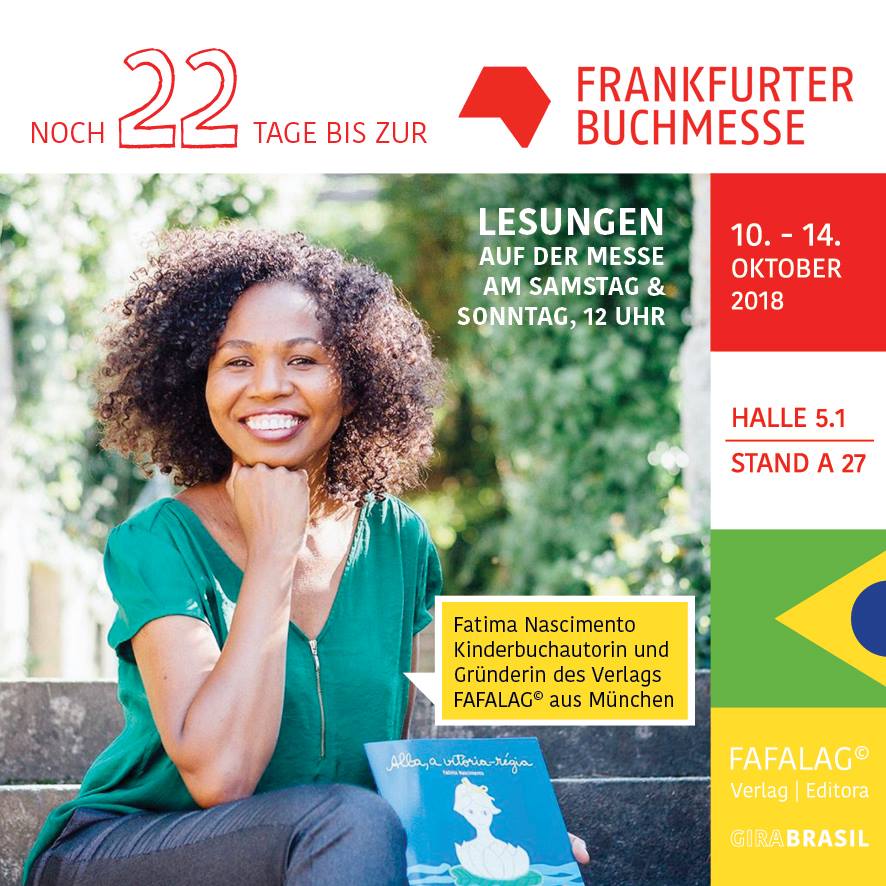 NOCH 22 TAGE BIS ZUR
FRANKFURTER
BUCHMESSE
LESUNGEN
AUF DER MESSE
AM SAMSTAG &
SONNTAG, 12 UHR
10. - 14.
OKTOBER
2018
HALLE 5.1
STAND A 27
Fatima Nascimento
Kinderbuchautorin und
Gründerin des Verlags
FAFALAG© aus München
Alba, a vitória-régia
Fatima Nascimento
FAFALAG©
Verlag | Editora
GIRABRASIL